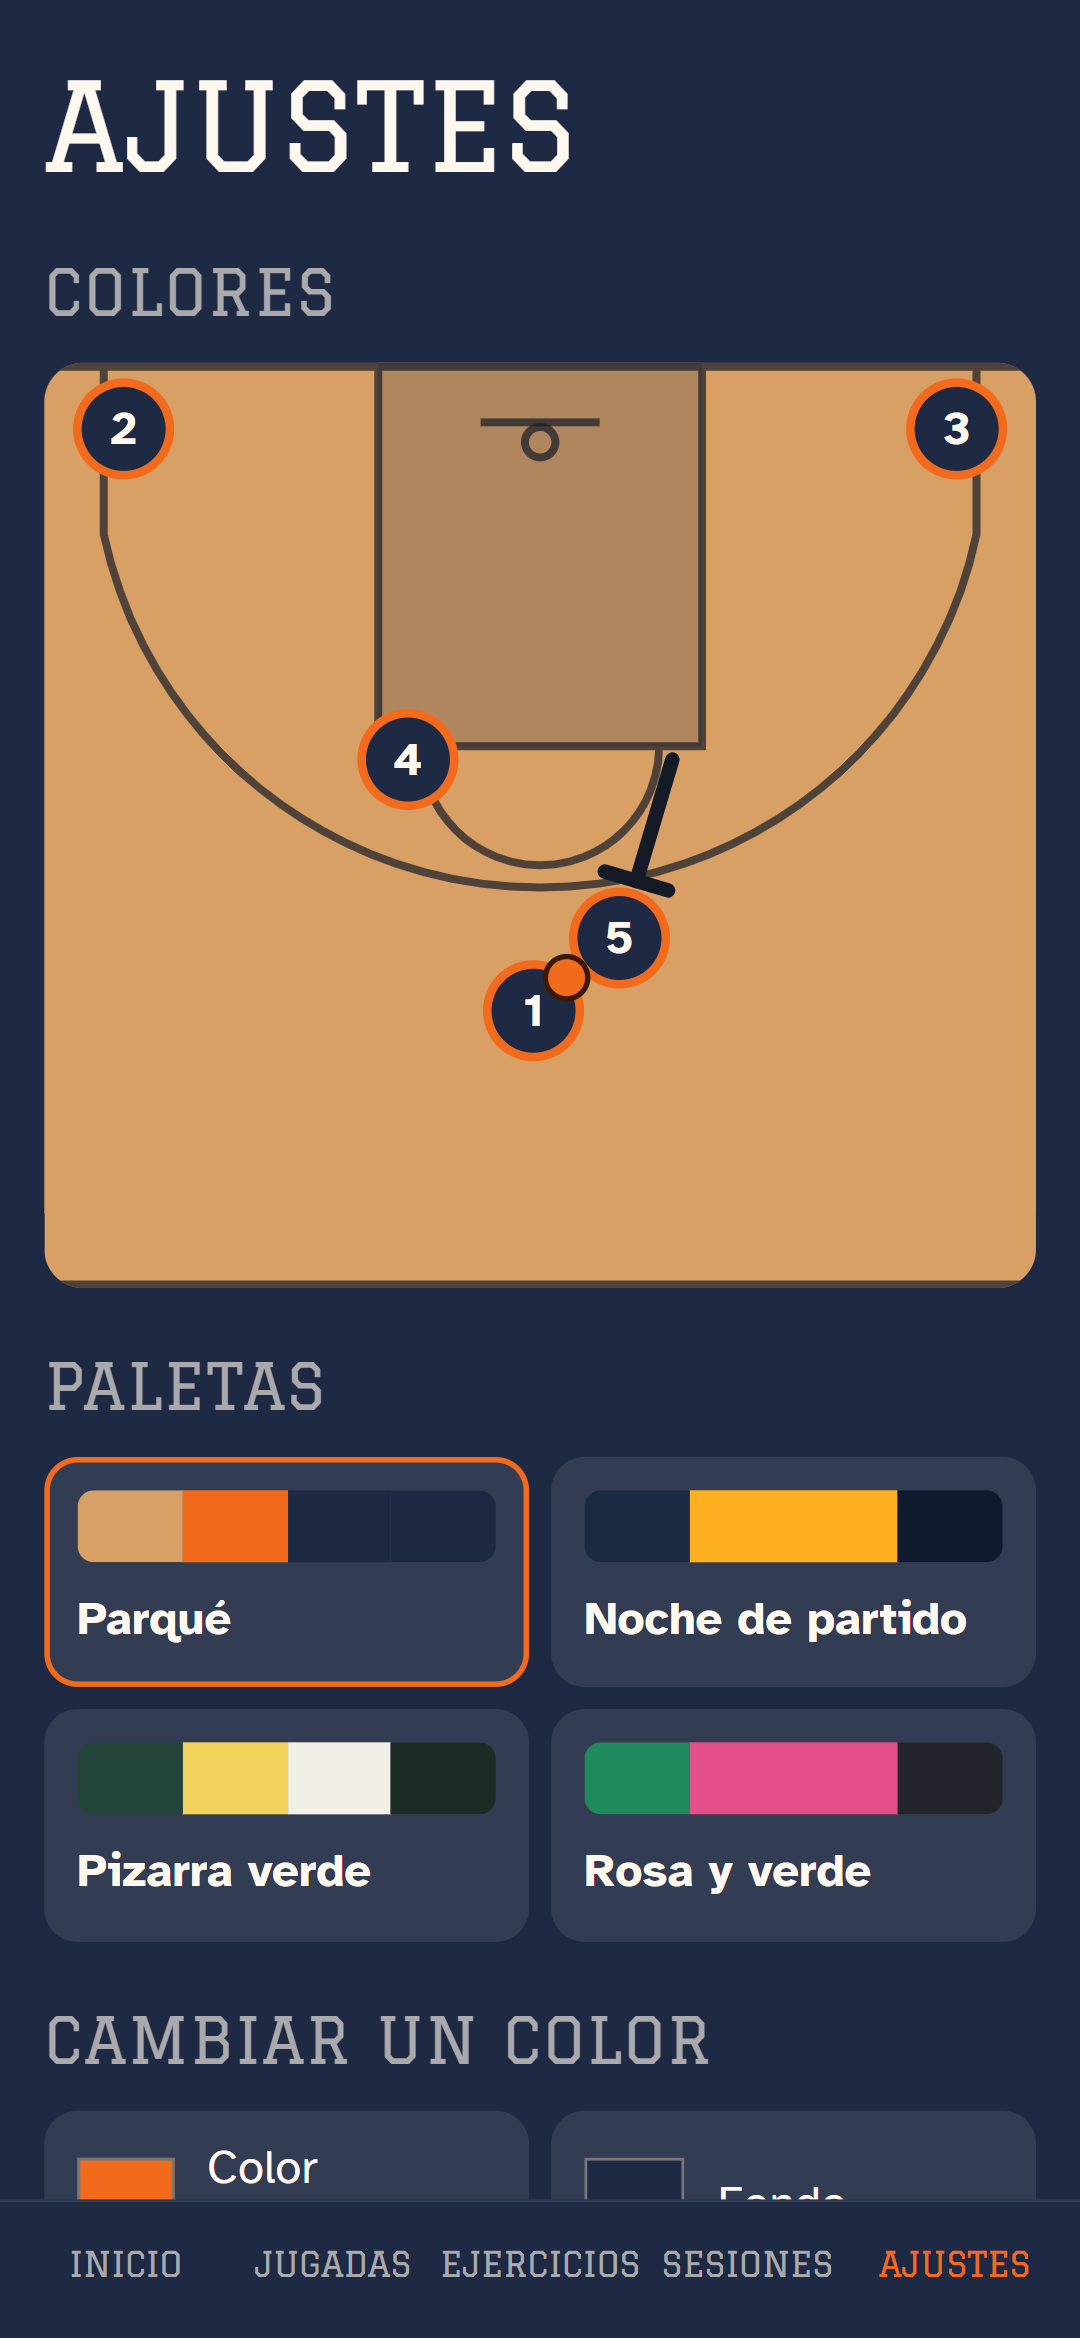 AJUSTES
COLORES
2
3
4
5
1
PALETAS
Parqué
Noche de partido
Pizarra verde
Rosa y verde
CAMBIAR UN COLOR
Color
Fondo
INICIO JUGADAS EJERCICIOS SESIONES AJUSTES